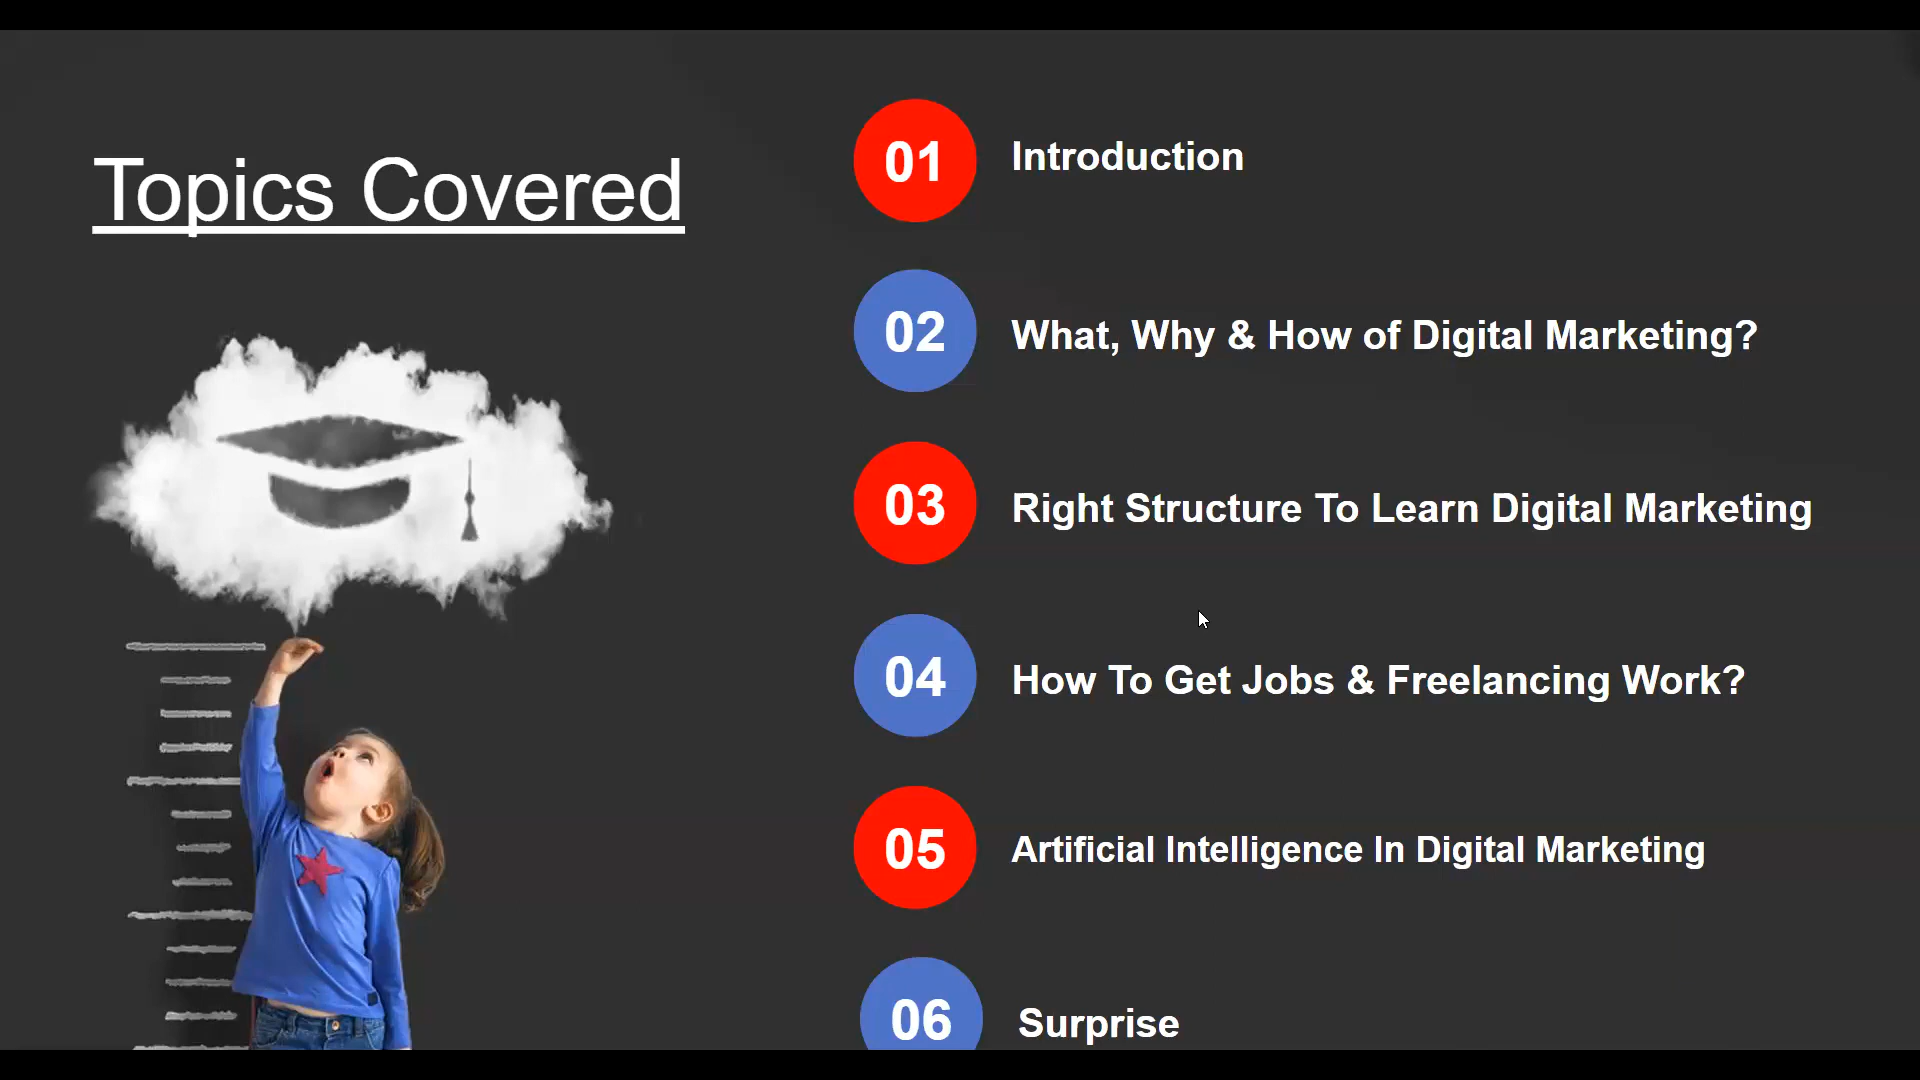 Topics Covered
01 Introduction
02 What, Why & How of Digital Marketing?
03 Right Structure To Learn Digital Marketing
04 How To Get Jobs & Freelancing Work?
05 Artificial Intelligence In Digital Marketing
06 Surprise